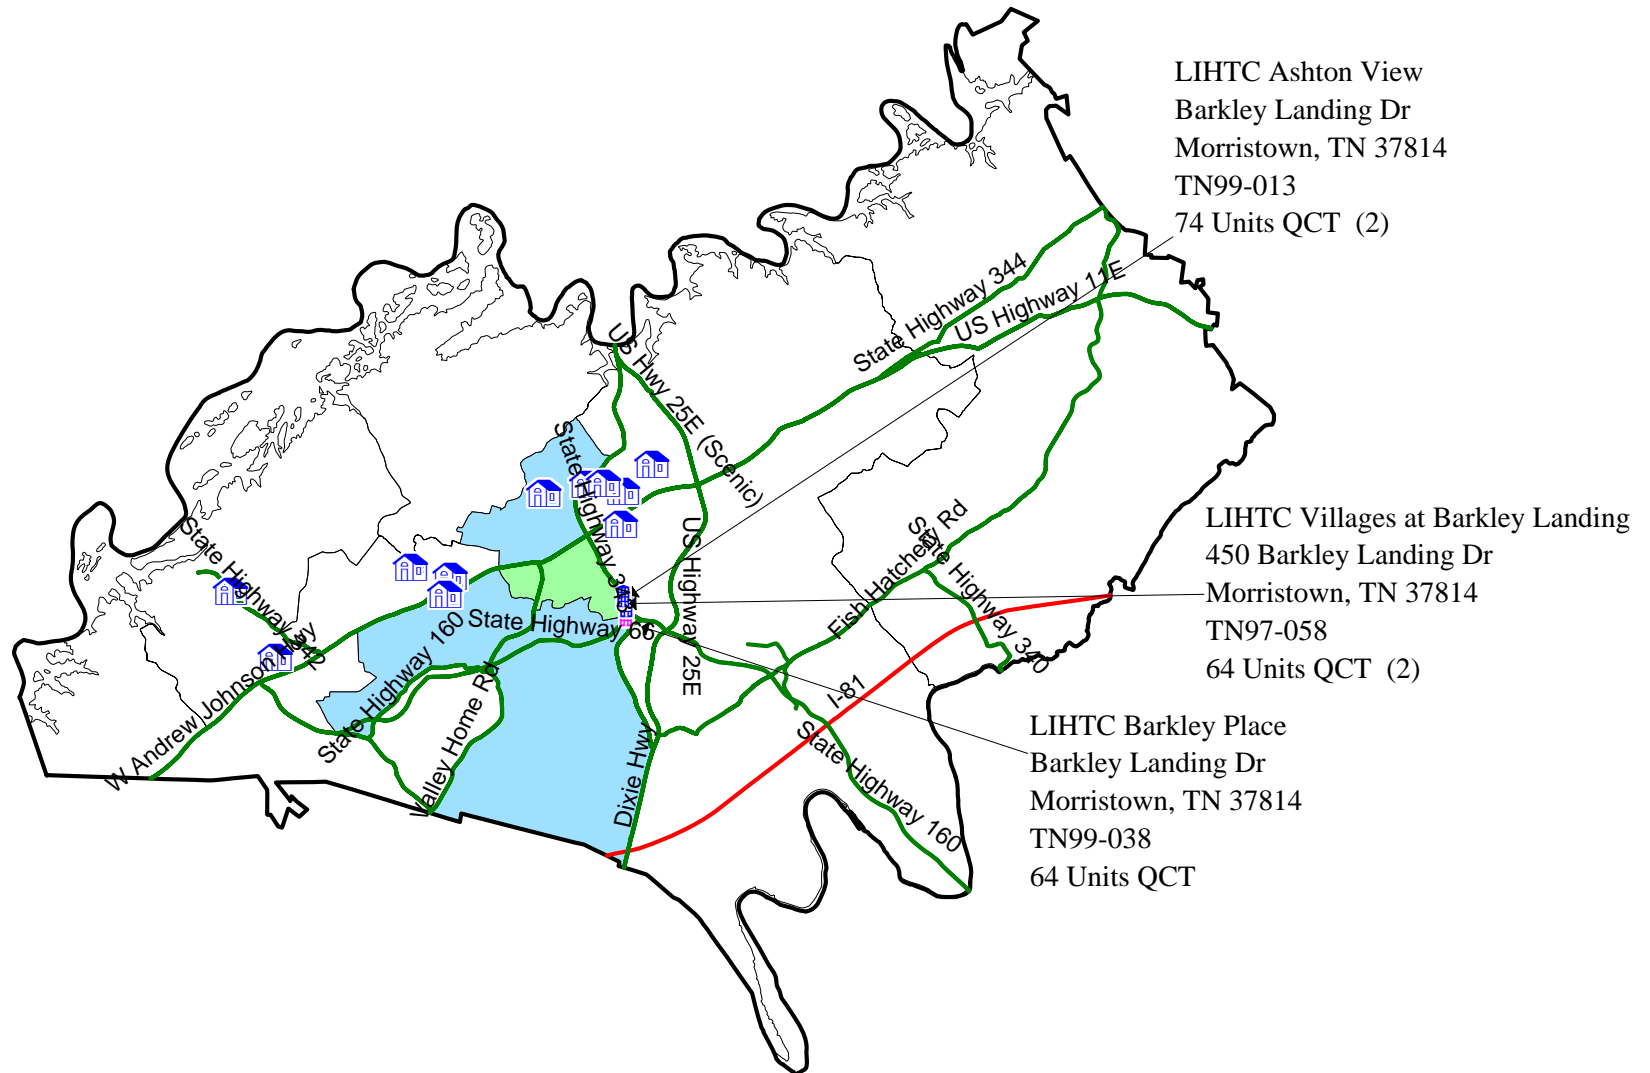 LIHTC Ashton View
Barkley Landing Dr
Morristown, TN 37814
TN99-013
74 Units QCT  (2)
State Highway 344
US Highway 11E
US Hwy 25E (Scenic)
State Highway 343
US Highway 25E
Fish Hatchery Rd
State Highway 340
LIHTC Villages at Barkley Landing
450 Barkley Landing Dr
Morristown, TN 37814
TN97-058
64 Units QCT  (2)
State Highway 342
W Andrew Johnson Hwy
State Highway 160
State Highway 66
Valley Home Rd
Dixie Hwy
I-81
State Highway 160
LIHTC Barkley Place
Barkley Landing Dr
Morristown, TN 37814
TN99-038
64 Units QCT